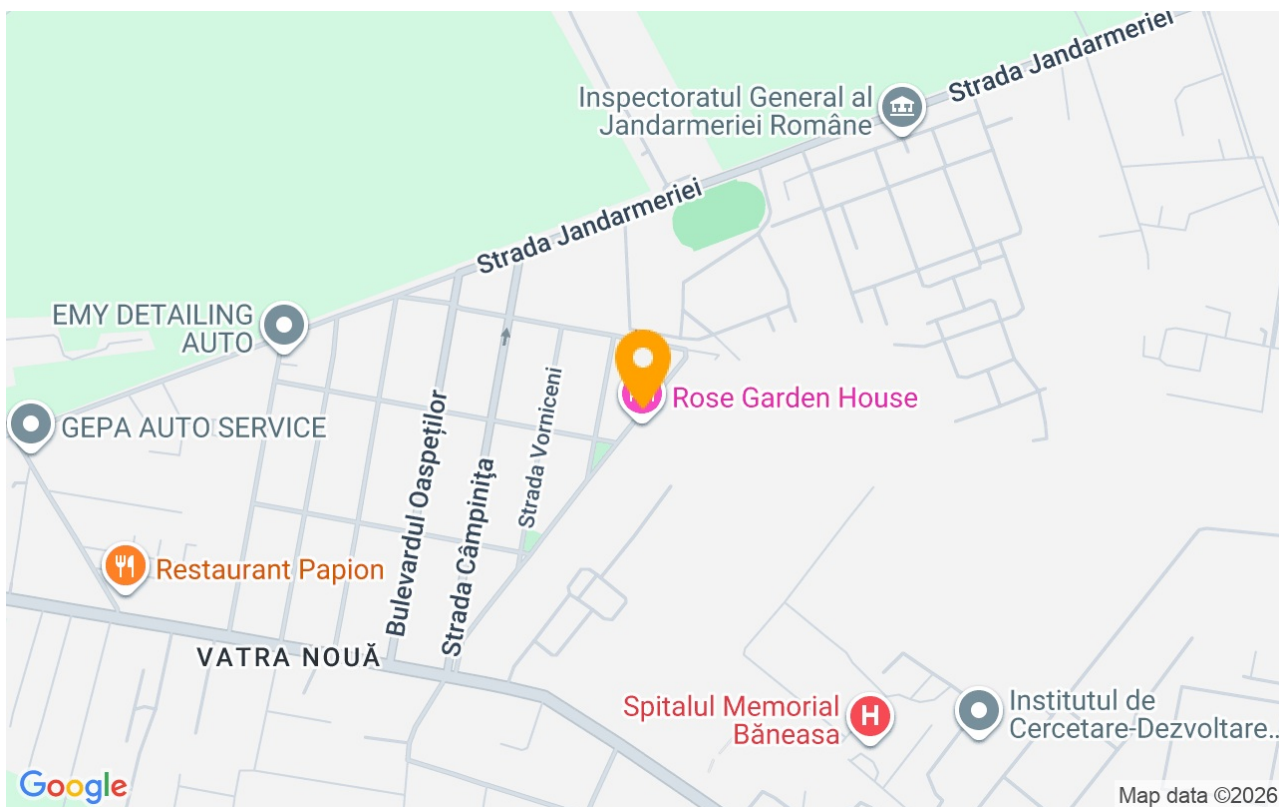 Strada Jandarmeriei
Inspectoratul General al
Jandarmeriei Române
Strada Jandarmeriei
EMY DETAILING
AUTO
Rose Garden House
GEPA AUTO SERVICE
Bulevardul Oaspeților
Strada Câmpinița
Strada Vorniceni
Restaurant Papion
VATRA NOUĂ
Spitalul Memorial
Băneasa
H
Institutul de
Cercetare-Dezvoltare..
Google
Map data ©2026